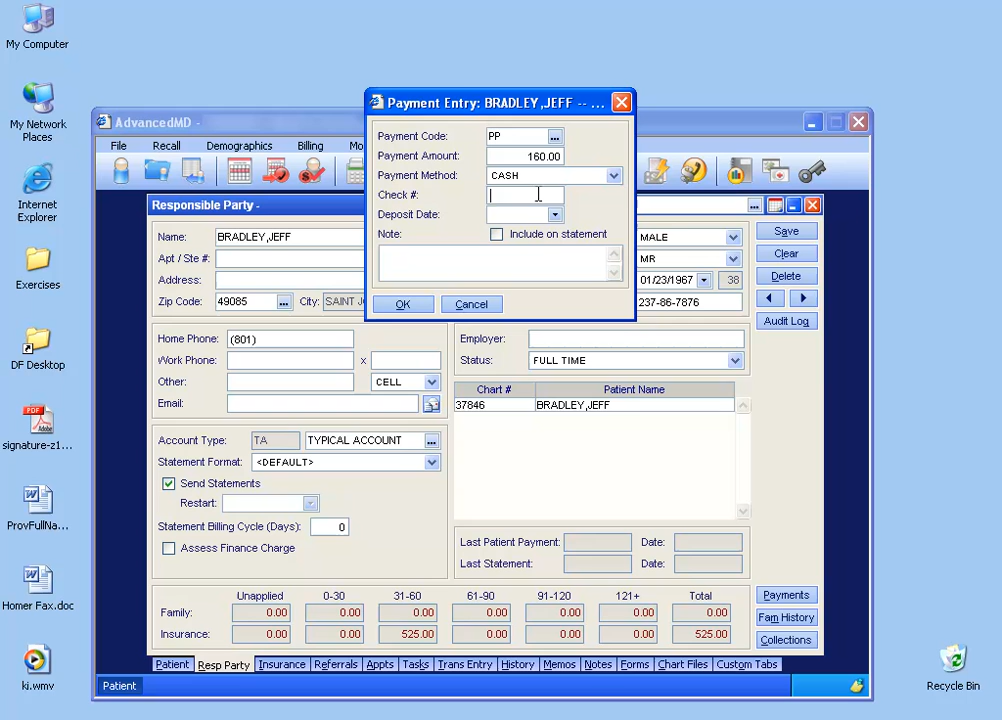 My Computer
My Network
Places
Internet
Explorer
Exercises
DF Desktop
signature-z1...
ProvFullNa...
Homer Fax.doc
ki.wmv
Recycle Bin
AdvancedMD -
File Recall Demographics Billing Mo
Responsible Party -
Name: BRADLEY,JEFF
Apt / Ste #:
Address:
Zip Code: 49085 ... City: SAINT J
MALE
MR
01/23/1967 38
237-86-7876
Save
Clear
Delete
Audit Log
Payment Entry: BRADLEY,JEFF -- ...
Payment Code: PP ...
Payment Amount: 160.00
Payment Method: CASH
Check #:
Deposit Date:
Note: Include on statement
OK Cancel
Home Phone: (801)
Work Phone: x
Other: CELL
Email:
Employer:
Status: FULL TIME
Chart # Patient Name
37846 BRADLEY,JEFF
Account Type: TA TYPICAL ACCOUNT ...
Statement Format: <DEFAULT>
Send Statements
Restart:
Statement Billing Cycle (Days): 0
Assess Finance Charge
Last Patient Payment: Date:
Last Statement: Date:
Unapplied 0-30 31-60 61-90 91-120 121+ Total
Family: 0.00 0.00 0.00 0.00 0.00 0.00 0.00
Insurance: 0.00 0.00 525.00 0.00 0.00 0.00 525.00
Payments
Fam History
Collections
Patient Resp Party Insurance Referrals Appts Tasks Trans Entry History Memos Notes Forms Chart Files Custom Tabs
Patient